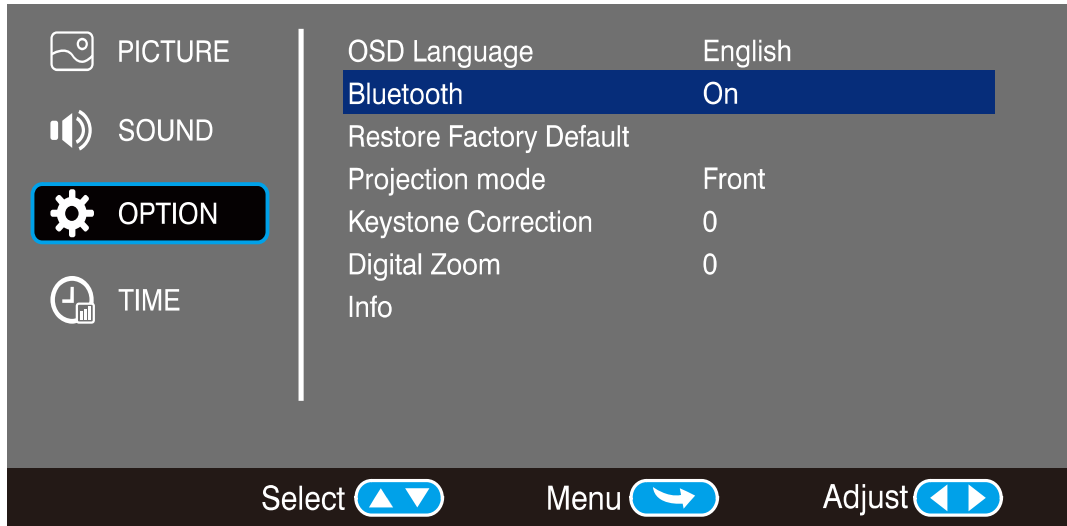 PICTURE
SOUND
OPTION
TIME
OSD Language English
Bluetooth On
Restore Factory Default
Projection mode Front
Keystone Correction 0
Digital Zoom 0
Info
Select Menu Adjust